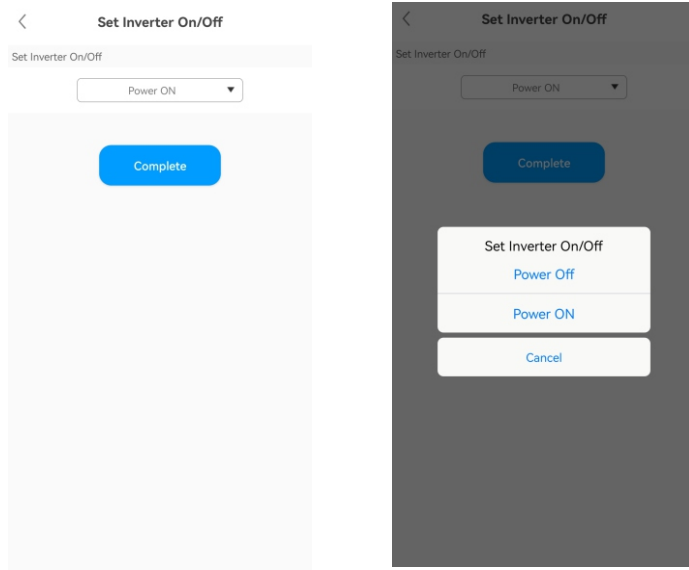 Set Inverter On/Off
Set Inverter On/Off
Power ON
Complete
Set Inverter On/Off
Set Inverter On/Off
Power ON
Complete
Set Inverter On/Off
Power Off
Power ON
Cancel